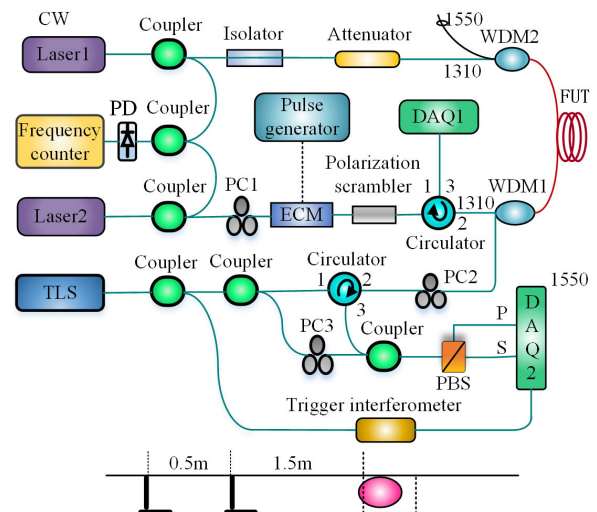 CW
Laser1
Coupler
Isolator
Attenuator
1550
1310
WDM2
FUT
Frequency
counter
PD
Coupler
Pulse
generator
DAQ1
Laser2
Coupler
PC1
ECM
Polarization
scrambler
1
3
2
1310
WDM1
Circulator
TLS
Coupler
Coupler
Circulator
1
2
3
PC2
PC3
Coupler
PBS
P
S
1550
D
A
Q
2
Trigger interferometer
0.5m
1.5m